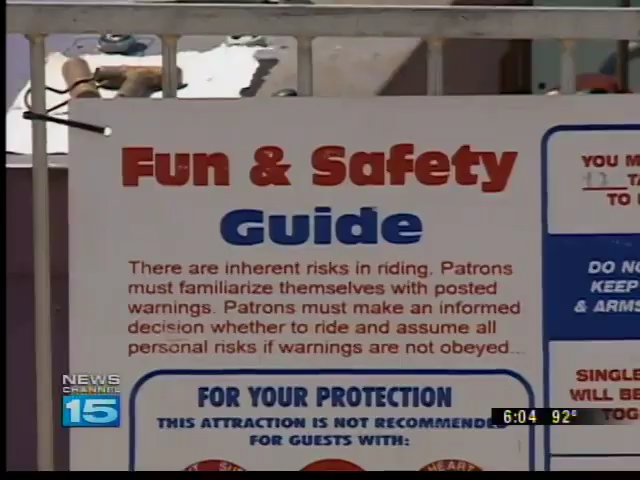 Fun & Safety
Guide
There are inherent risks in riding. Patrons
must familiarize themselves with posted
warnings. Patrons must make an informed
decision whether to ride and assume all
personal risks if warnings are not obeyed...
FOR YOUR PROTECTION
THIS ATTRACTION IS NOT RECOMMENDED
FOR GUESTS WITH:
HEART
YOU M
TA
TO
DO NO
KEEP
& ARMS
SINGLE
WILL BE
TOG
NEWS
CHANNEL
15
6:04 92°